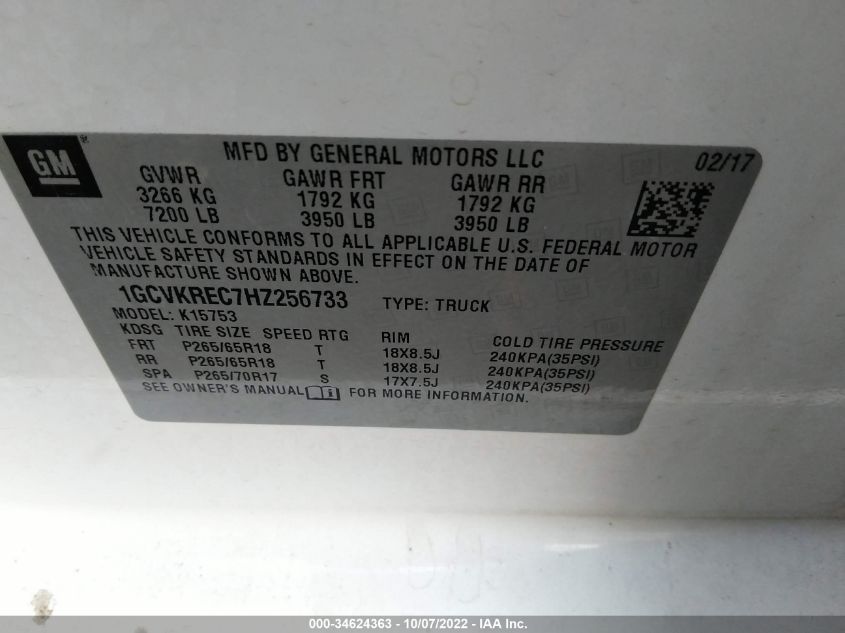 GM ®
MFD BY GENERAL MOTORS LLC 02/17
GVWR GAWR FRT GAWR RR
3266 KG 1792 KG 1792 KG
7200 LB 3950 LB 3950 LB
THIS VEHICLE CONFORMS TO ALL APPLICABLE U.S. FEDERAL MOTOR
VEHICLE SAFETY STANDARDS IN EFFECT ON THE DATE OF
MANUFACTURE SHOWN ABOVE.
1GCVKREC7HZ256733 TYPE: TRUCK
MODEL: K15753
KDSG TIRE SIZE SPEED RTG RIM COLD TIRE PRESSURE
FRT P265/65R18 T 18X8.5J 240KPA(35PSI)
RR P265/65R18 T 18X8.5J 240KPA(35PSI)
SPA P265/70R17 S 17X7.5J 240KPA(35PSI)
SEE OWNER'S MANUAL i FOR MORE INFORMATION.
000-34624363 - 10/07/2022 - IAA Inc.